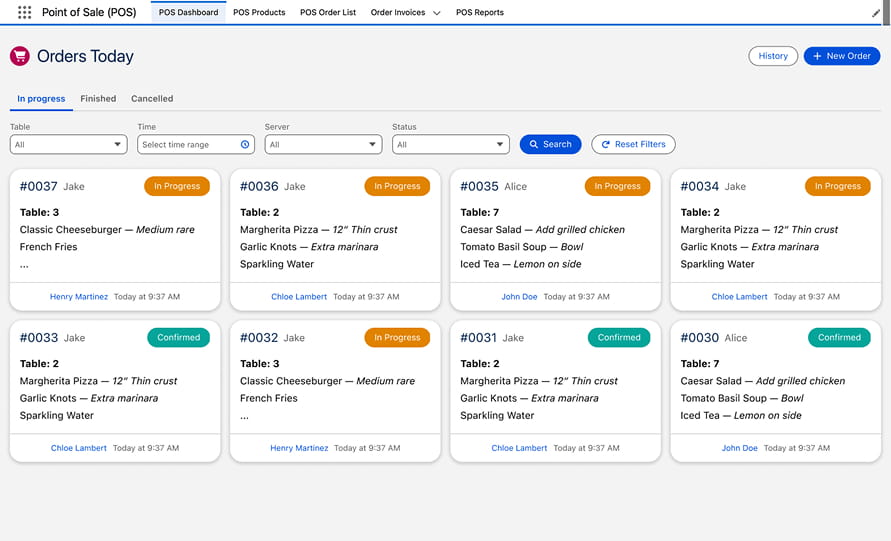 Point of Sale (POS) POS Dashboard POS Products POS Order List Order Invoices POS Reports
Orders Today History + New Order
In progress Finished Cancelled
Table Time Server Status
All Select time range All All Search Reset Filters
#0037 Jake In Progress
Table: 3
Classic Cheeseburger — Medium rare
French Fries
...
Henry Martinez Today at 9:37 AM
#0036 Jake In Progress
Table: 2
Margherita Pizza — 12” Thin crust
Garlic Knots — Extra marinara
Sparkling Water
Chloe Lambert Today at 9:37 AM
#0035 Alice In Progress
Table: 7
Caesar Salad — Add grilled chicken
Tomato Basil Soup — Bowl
Iced Tea — Lemon on side
John Doe Today at 9:37 AM
#0034 Jake In Progress
Table: 2
Margherita Pizza — 12” Thin crust
Garlic Knots — Extra marinara
Sparkling Water
Chloe Lambert Today at 9:37 AM
#0033 Jake Confirmed
Table: 2
Margherita Pizza — 12” Thin crust
Garlic Knots — Extra marinara
Sparkling Water
Chloe Lambert Today at 9:37 AM
#0032 Jake In Progress
Table: 3
Classic Cheeseburger — Medium rare
French Fries
...
Henry Martinez Today at 9:37 AM
#0031 Jake Confirmed
Table: 2
Margherita Pizza — 12” Thin crust
Garlic Knots — Extra marinara
Sparkling Water
Chloe Lambert Today at 9:37 AM
#0030 Alice Confirmed
Table: 7
Caesar Salad — Add grilled chicken
Tomato Basil Soup — Bowl
Iced Tea — Lemon on side
John Doe Today at 9:37 AM